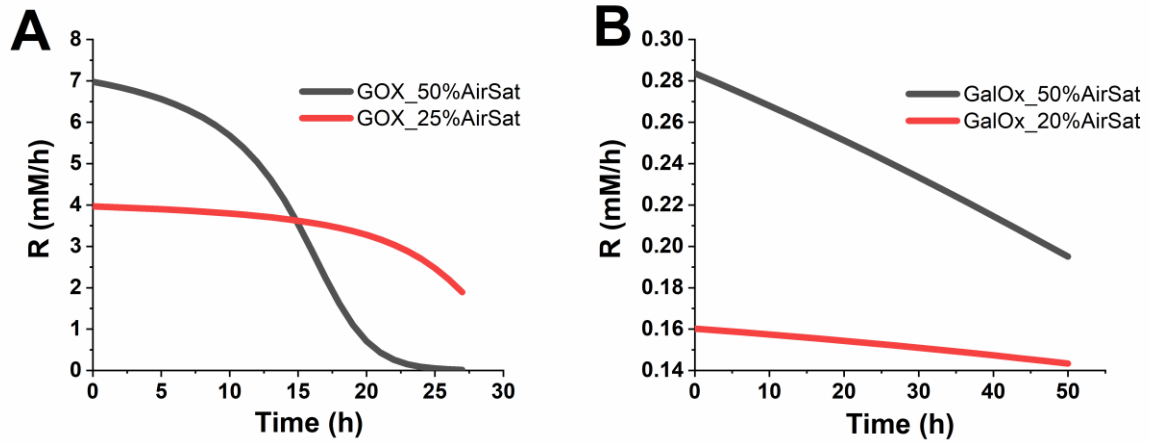 A
R (mM/h)
8
7
6
5
4
3
2
1
0
GOX_50%AirSat
GOX_25%AirSat
0 5 10 15 20 25 30
Time (h)
B
R (mM/h)
0.30
0.28
0.26
0.24
0.22
0.20
0.18
0.16
0.14
GalOx_50%AirSat
GalOx_20%AirSat
0 10 20 30 40 50
Time (h)